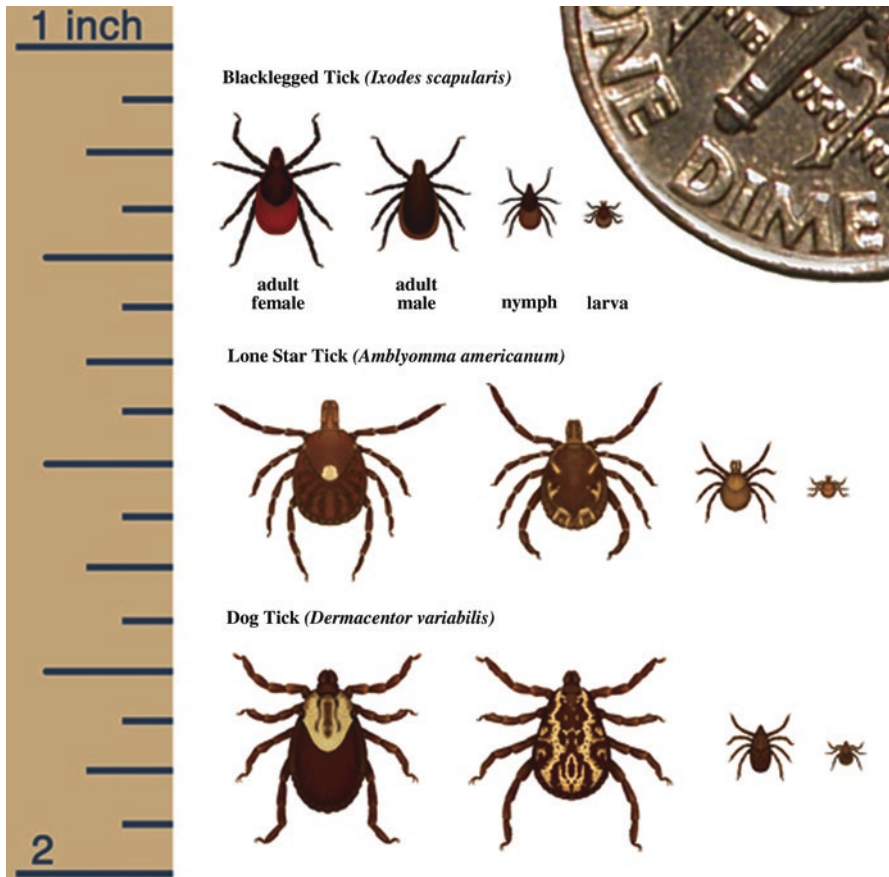 1 inch
Blacklegged Tick (Ixodes scapularis)
adult
female
adult
male
nymph
larva
ONE DIME
Lone Star Tick (Amblyomma americanum)
Dog Tick (Dermacentor variabilis)
2